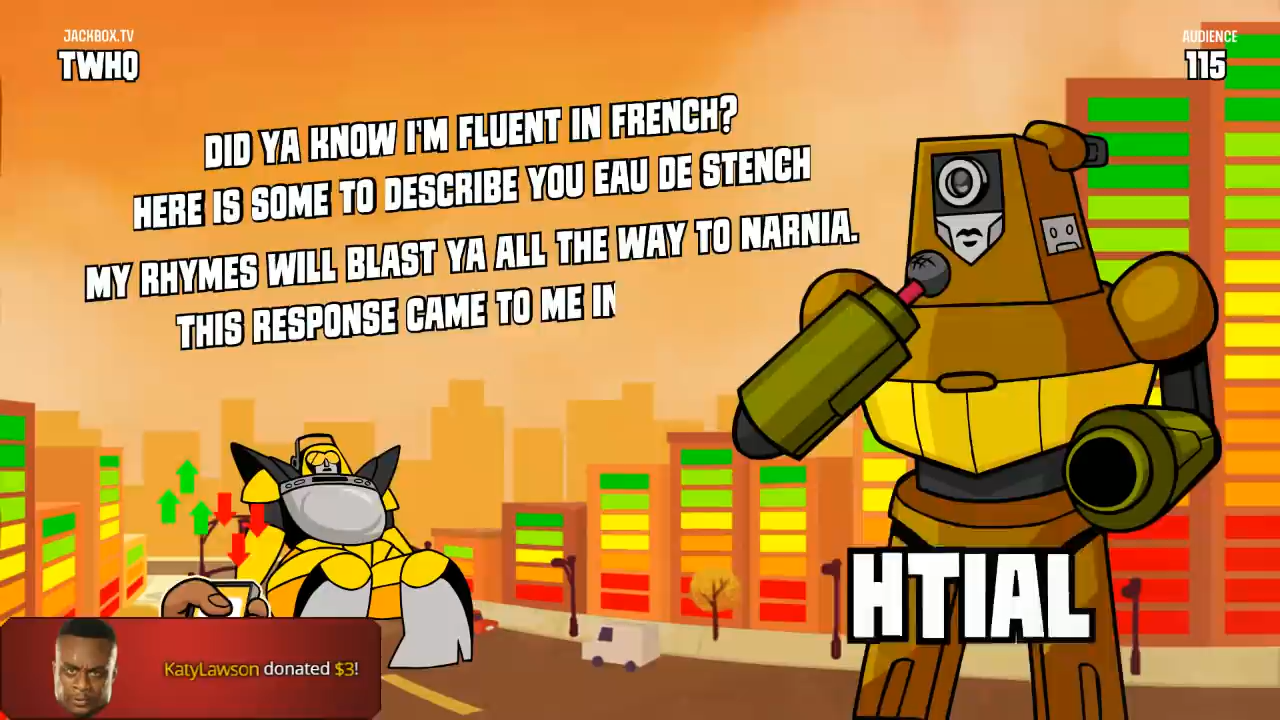 JACKBOX.TV
TWHQ
AUDIENCE
115
DID YA KNOW I'M FLUENT IN FRENCH?
HERE IS SOME TO DESCRIBE YOU EAU DE STENCH
MY RHYMES WILL BLAST YA ALL THE WAY TO NARNIA.
THIS RESPONSE CAME TO ME IN
HTIAL
KatyLawson donated $3!